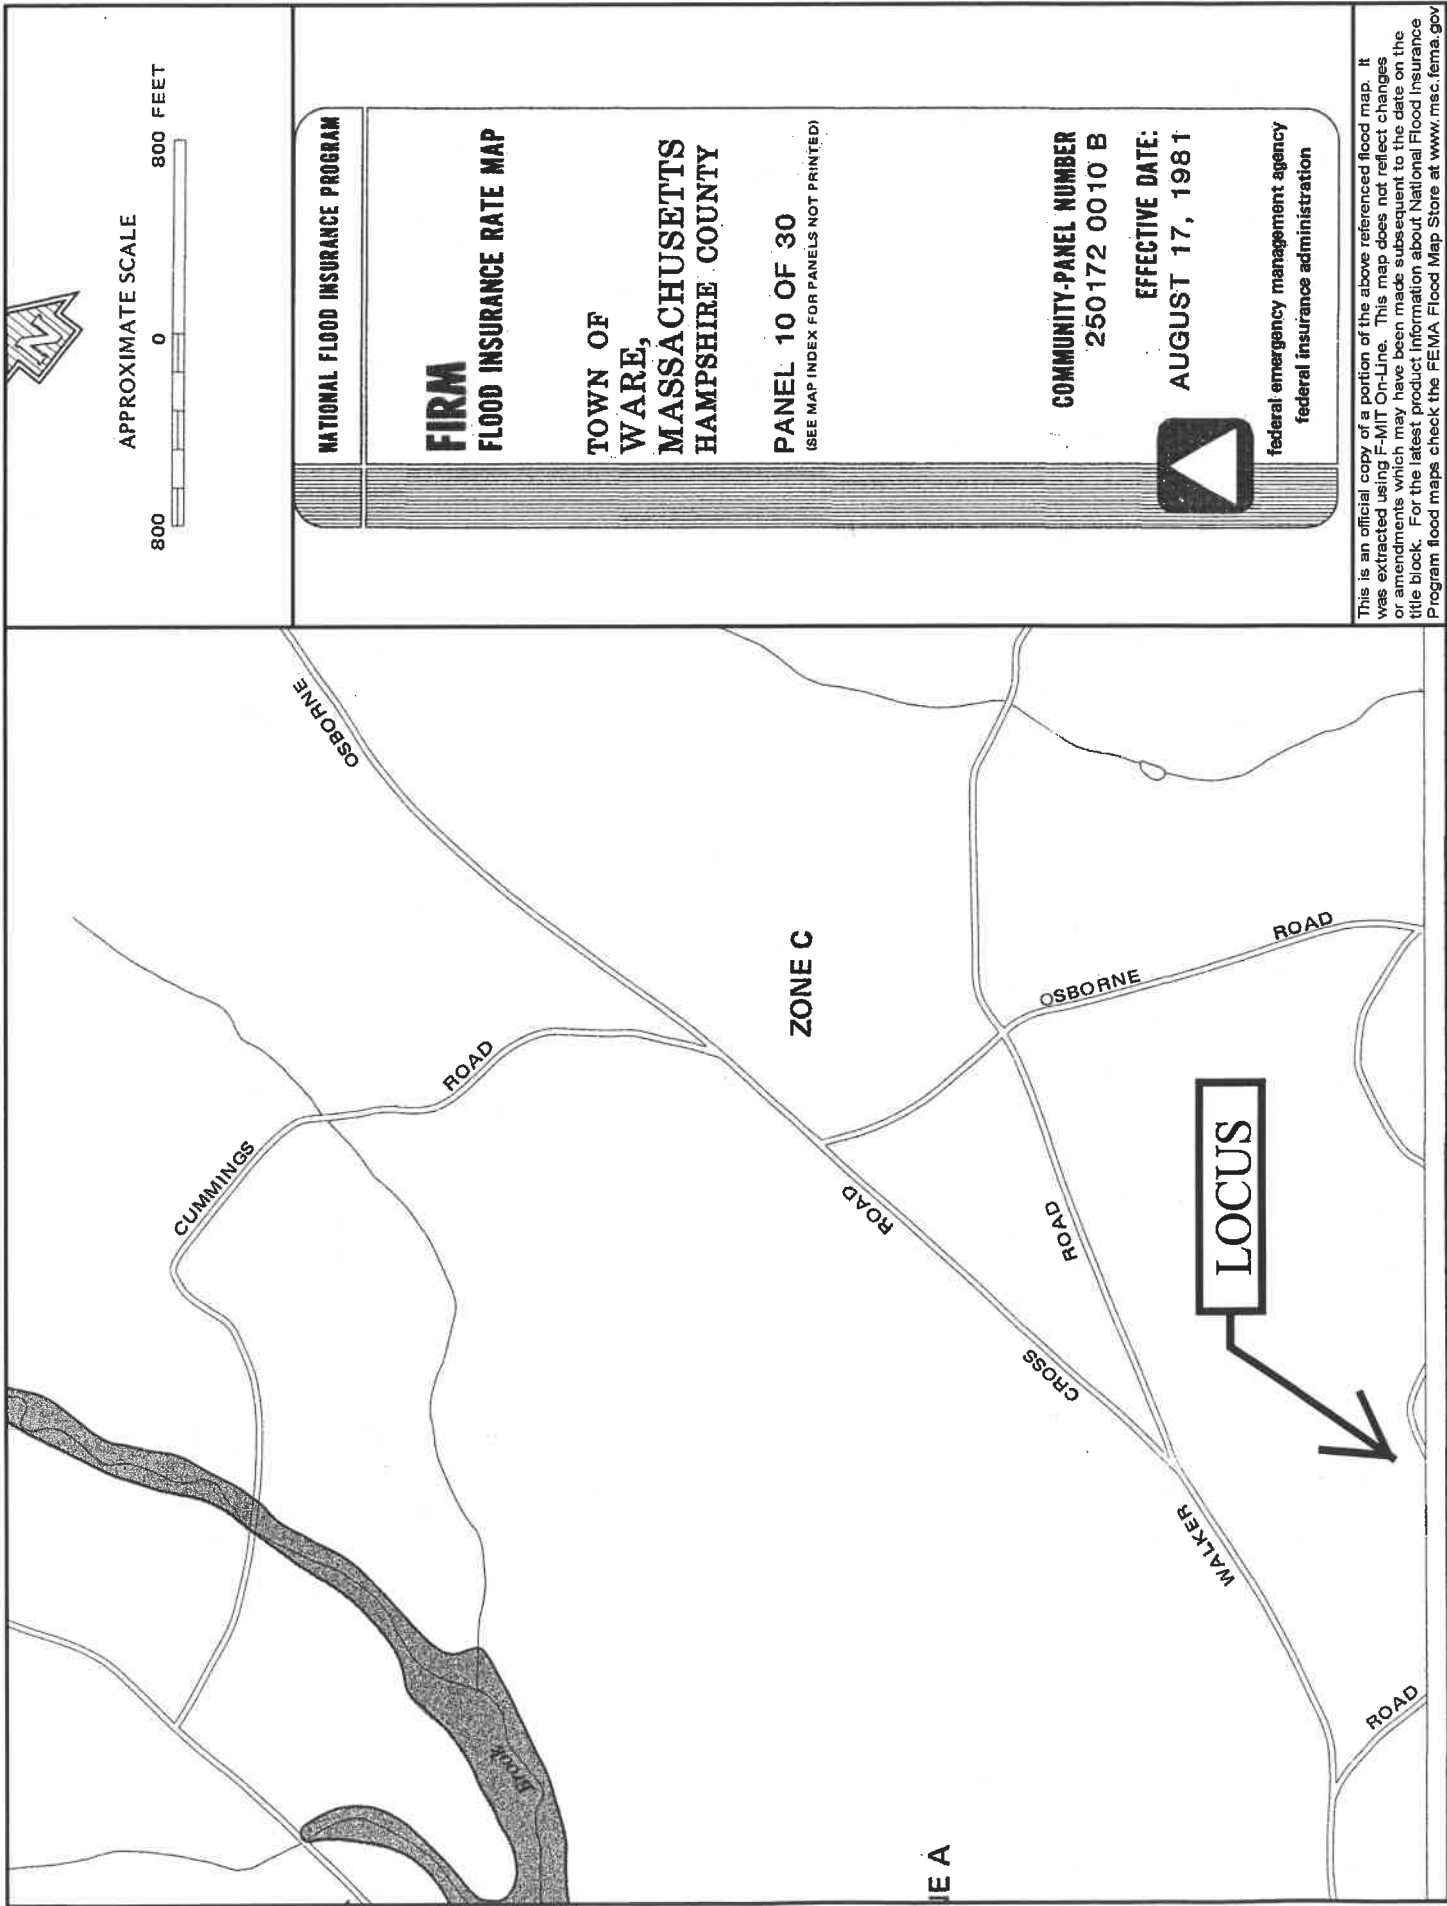 APPROXIMATE SCALE
800 0 800 FEET
NATIONAL FLOOD INSURANCE PROGRAM
FIRM
FLOOD INSURANCE RATE MAP
TOWN OF
WARE,
MASSACHUSETTS
HAMPSHIRE COUNTY
PANEL 10 OF 30
(SEE MAP INDEX FOR PANELS NOT PRINTED)
COMMUNITY-PANEL NUMBER
250172 0010 B
EFFECTIVE DATE:
AUGUST 17, 1981
federal emergency management agency
federal insurance administration
This is an official copy of a portion of the above referenced flood map. It
was extracted using F-MIT On-Line. This map does not reflect changes
or amendments which may have been made subsequent to the date on the
title block. For the latest product information about National Flood Insurance
Program flood maps check the FEMA Flood Map Store at www.msc.fema.gov
N
OSBORNE
ROAD
CUMMINGS
ROAD
ZONE C
OSBORNE
ROAD
ROAD
CROSS
WALKER
ROAD
LOCUS
Brook
IE A
ROAD